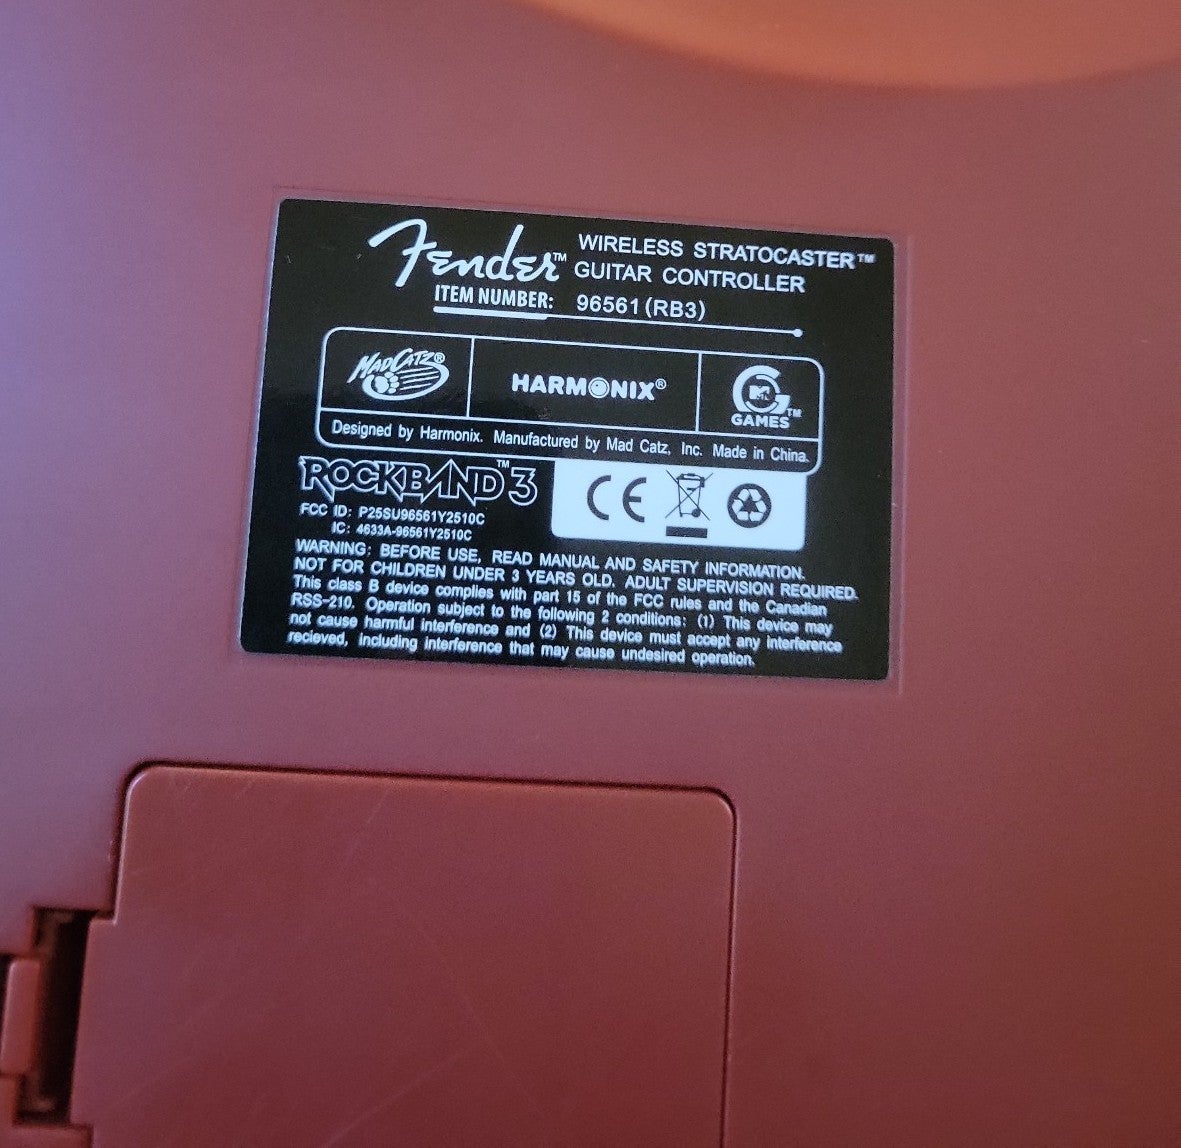 Fender™ WIRELESS STRATOCASTER™
GUITAR CONTROLLER
ITEM NUMBER: 96561 (RB3)
MADCATZ® HARMONIX® MTV G GAMES™
Designed by Harmonix. Manufactured by Mad Catz, Inc. Made in China.
ROCKBAND™ 3
CE
FCC ID: P25SU96561Y2510C
IC: 4633A-96561Y2510C
WARNING: BEFORE USE, READ MANUAL AND SAFETY INFORMATION.
NOT FOR CHILDREN UNDER 3 YEARS OLD. ADULT SUPERVISION REQUIRED.
This class B device complies with part 15 of the FCC rules and the Canadian
RSS-210. Operation subject to the following 2 conditions: (1) This device may
not cause harmful interference and (2) This device must accept any interference
recieved, including interference that may cause undesired operation.